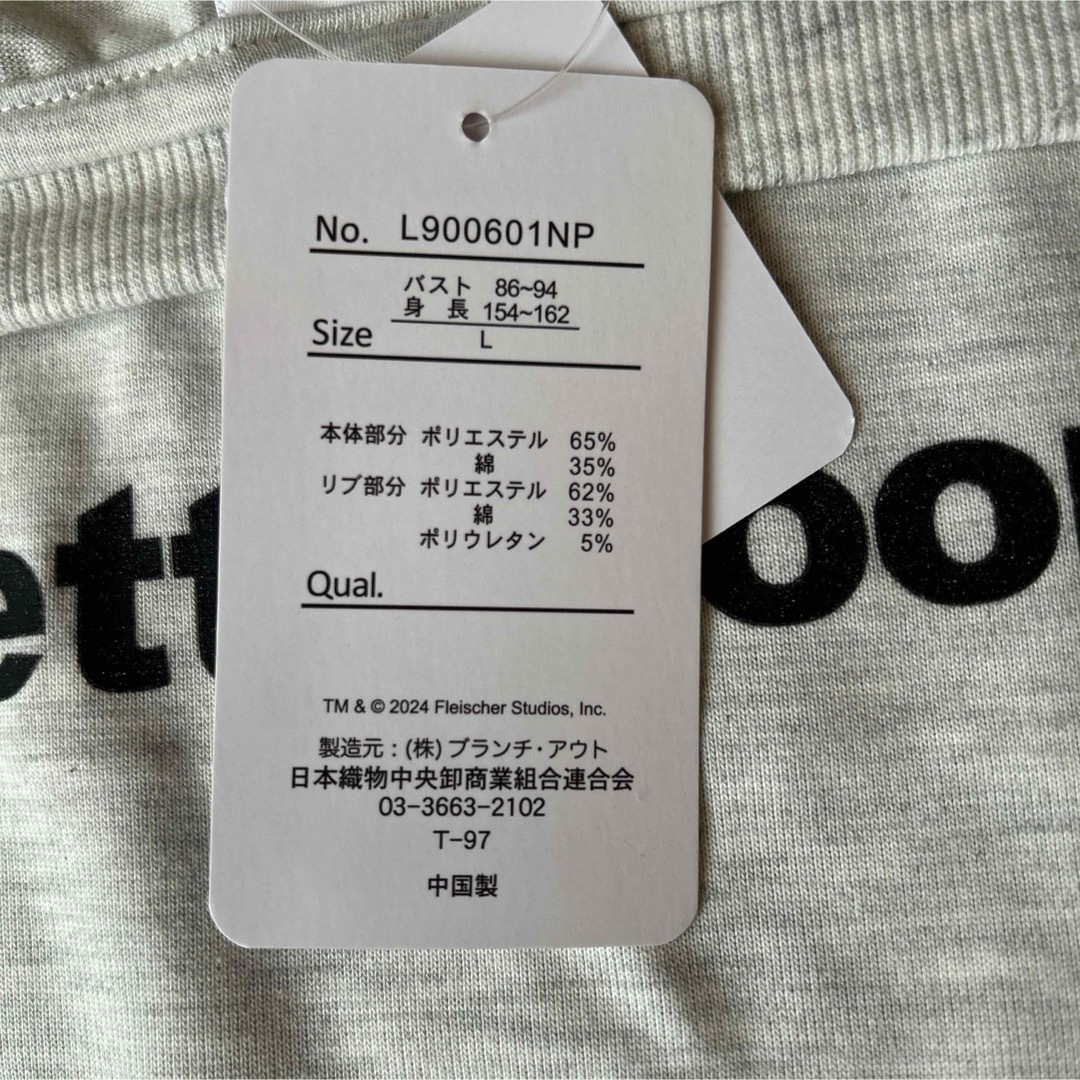 No. L900601NP
バスト 86~94
身 長 154~162
Size L
本体部分 ポリエステル 65%
綿 35%
リブ部分 ポリエステル 62%
綿 33%
ポリウレタン 5%
Qual.
TM & © 2024 Fleischer Studios, Inc.
製造元:(株)ブランチ・アウト
日本織物中央卸商業組合連合会
03-3663-2102
T-97
中国製